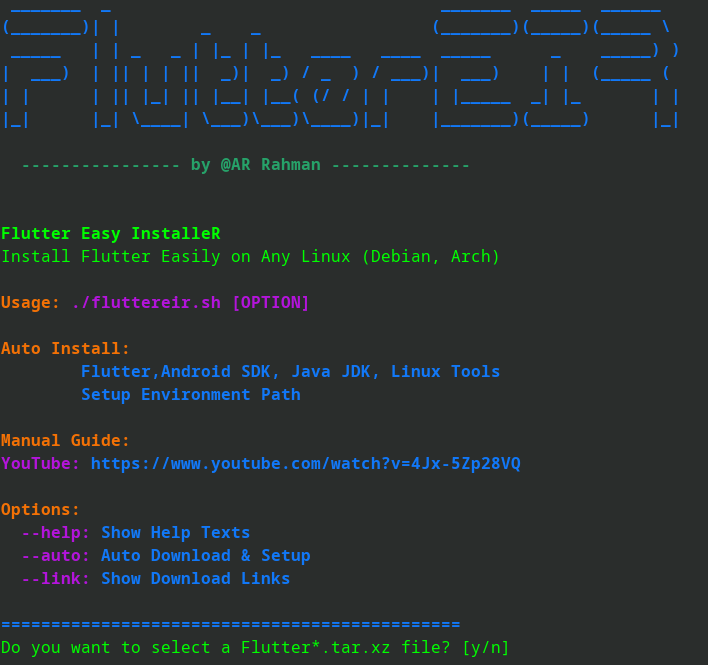 FlutterEIR
---------------- by @AR Rahman --------------
Flutter Easy InstalleR
Install Flutter Easily on Any Linux (Debian, Arch)
Usage: ./fluttereir.sh [OPTION]
Auto Install:
Flutter,Android SDK, Java JDK, Linux Tools
Setup Environment Path
Manual Guide:
YouTube: https://www.youtube.com/watch?v=4Jx-5Zp28VQ
Options:
--help: Show Help Texts
--auto: Auto Download & Setup
--link: Show Download Links
==============================================
Do you want to select a Flutter*.tar.xz file? [y/n]